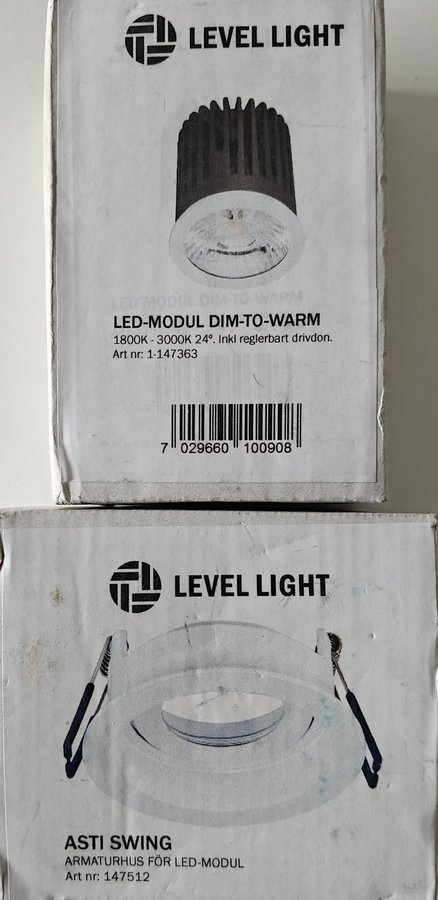 LEVEL LIGHT
LED-MODUL DIM-TO-WARM
LED-MODUL DIM-TO-WARM
1800K - 3000K 24°. Inkl reglerbart drivdon.
Art nr: 1-147363
7 029660 100908
LEVEL LIGHT
ASTI SWING
ARMATURHUS FÖR LED-MODUL
Art nr: 147512